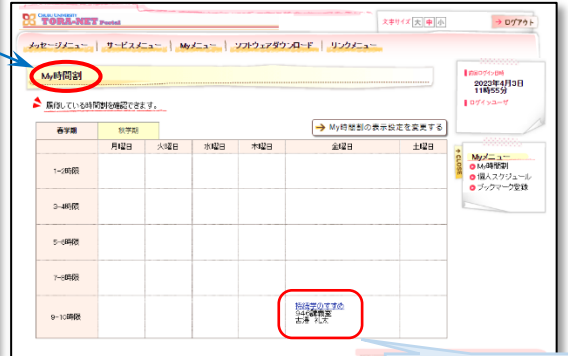 CHUBU UNIVERSITY
TORA-NET Portal
文字サイズ 大 中 小
ログアウト
メッセージメニュー サービスメニュー Myメニュー ソフトウェアダウンロード リンクメニュー
My時間割
前回ログイン日時
2023年4月3日
11時55分
ログインユーザ
履修している時間割を確認できます。
春学期 秋学期
My時間割の表示設定を変更する
月曜日 火曜日 水曜日 木曜日 金曜日 土曜日
CLOSE
Myメニュー
My時間割
個人スケジュール
ブックマーク登録
1-2時限
3-4時限
5-6時限
7-8時限
9-10時限
946講義室